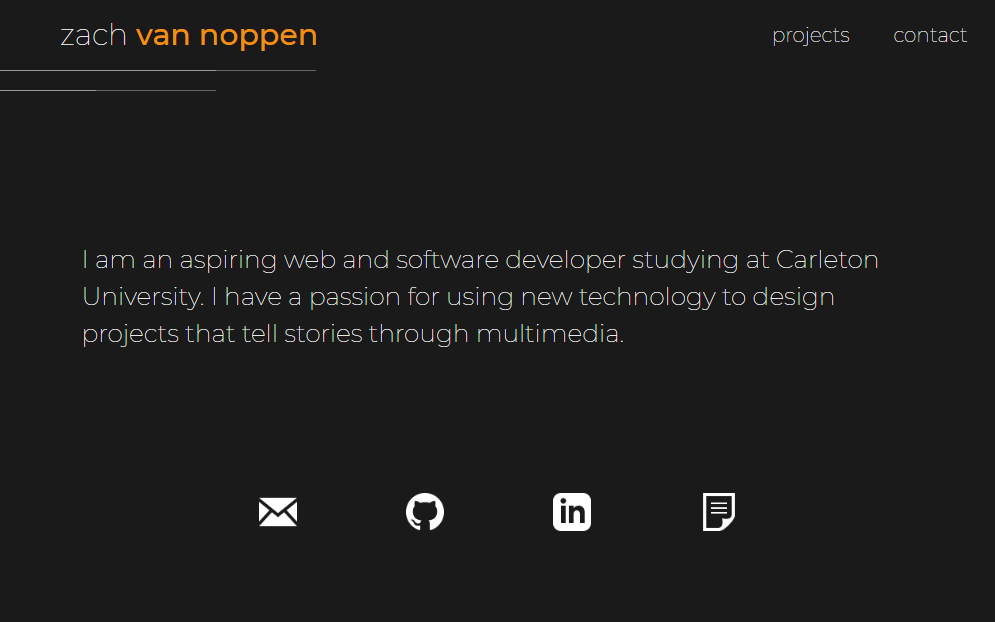 zach van noppen
projects
contact
I am an aspiring web and software developer studying at Carleton
University. I have a passion for using new technology to design
projects that tell stories through multimedia.
in